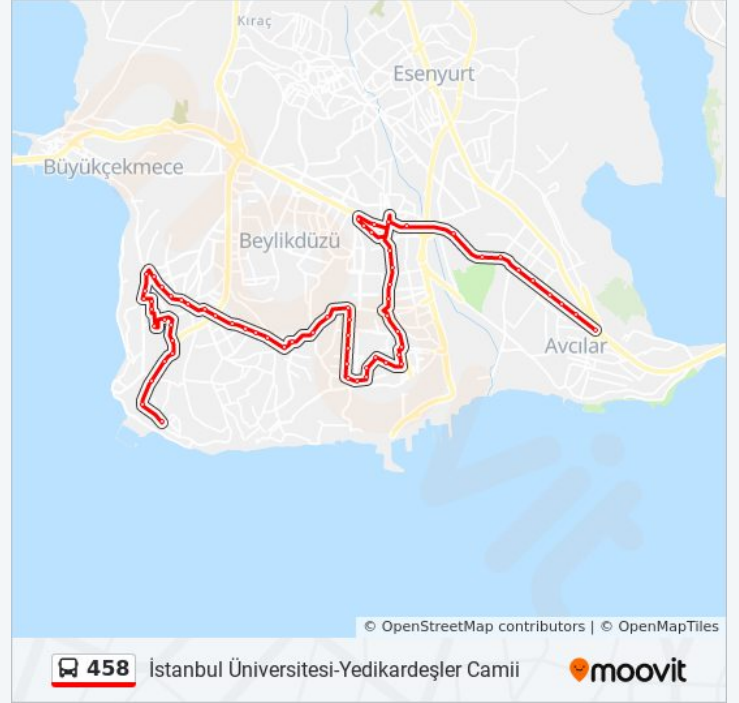 Kıraç
Esenyurt
Büyükçekmece
Beylikdüzü
Avcılar
© OpenStreetMap contributors | © OpenMapTiles
458 İstanbul Üniversitesi-Yedikardeşler Camii moovit